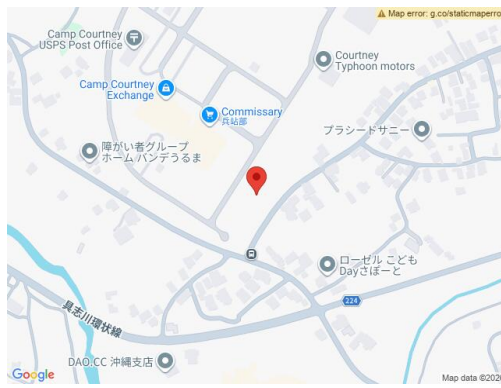 Map error: g.co/staticmaperro
Camp Courtney
USPS Post Office
Courtney
Typhoon motors
Camp Courtney
Exchange
Commissary
兵站部
プラシードサニー
障がい者グループ
ホーム バンデうるま
ローゼル こども
Dayさぽーと
224
具志川環状線
DAO.CC 沖縄支店
Google
Map data ©202